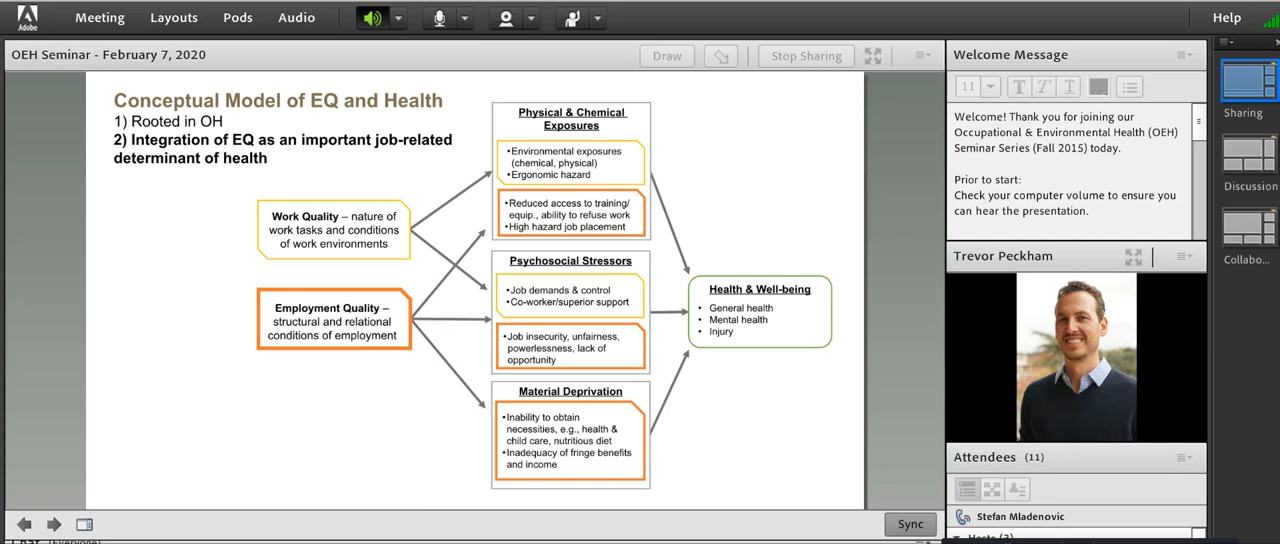 Adobe
Meeting
Layouts
Pods
Audio
Help
OEH Seminar - February 7, 2020
Draw
Stop Sharing
Conceptual Model of EQ and Health
1) Rooted in OH
2) Integration of EQ as an important job-related
determinant of health
Work Quality – nature of
work tasks and conditions
of work environments
Employment Quality –
structural and relational
conditions of employment
Physical & Chemical
Exposures
•Environmental exposures
(chemical, physical)
•Ergonomic hazard
•Reduced access to training/
equip., ability to refuse work
•High hazard job placement
Psychosocial Stressors
•Job demands & control
•Co-worker/superior support
•Job insecurity, unfairness,
powerlessness, lack of
opportunity
Material Deprivation
•Inability to obtain
necessities, e.g., health &
child care, nutritious diet
•Inadequacy of fringe benefits
and income
Health & Well-being
• General health
• Mental health
• Injury
Sync
Chat (Everyone)
Welcome Message
11
Welcome! Thank you for joining our
Occupational & Environmental Health (OEH)
Seminar Series (Fall 2015) today.
Prior to start:
Check your computer volume to ensure you
can hear the presentation.
Trevor Peckham
Attendees (11)
Stefan Mladenovic
Hosts (3)
Sharing
Discussion
Collabo...